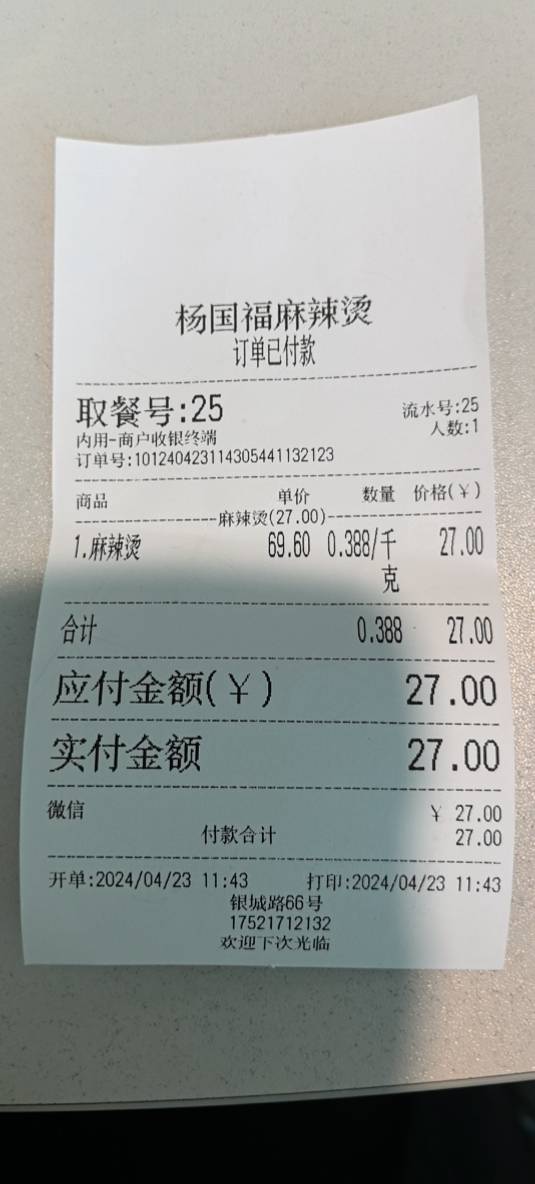 杨国福麻辣烫
订单已付款
取餐号:25 流水号:25
内用-商户收银终端 人数:1
订单号:101240423114305441132123
商品 单价 数量 价格(¥)
麻辣烫(27.00)
1.麻辣烫 69.60 0.388/千 27.00
克
合计 0.388 27.00
应付金额(¥) 27.00
实付金额 27.00
微信 ¥ 27.00
付款合计 27.00
开单:2024/04/23 11:43 打印:2024/04/23 11:43
银城路66号
17521712132
欢迎下次光临